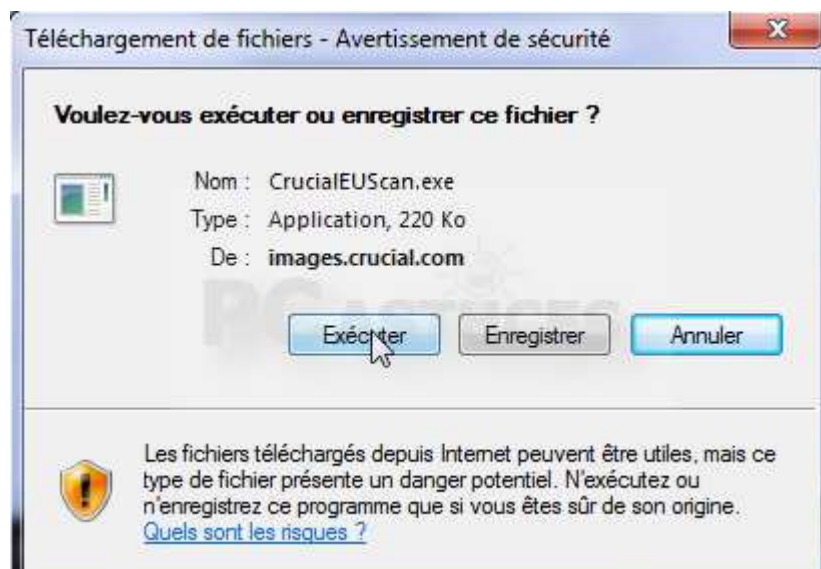 Téléchargement de fichiers - Avertissement de sécurité
Voulez-vous exécuter ou enregistrer ce fichier ?
Nom : CrucialEUScan.exe
Type : Application, 220 Ko
De : images.crucial.com
PC ASTUCES
Exécuter Enregistrer Annuler
Les fichiers téléchargés depuis Internet peuvent être utiles, mais ce
type de fichier présente un danger potentiel. N'exécutez ou
n'enregistrez ce programme que si vous êtes sûr de son origine.
Quels sont les risques ?